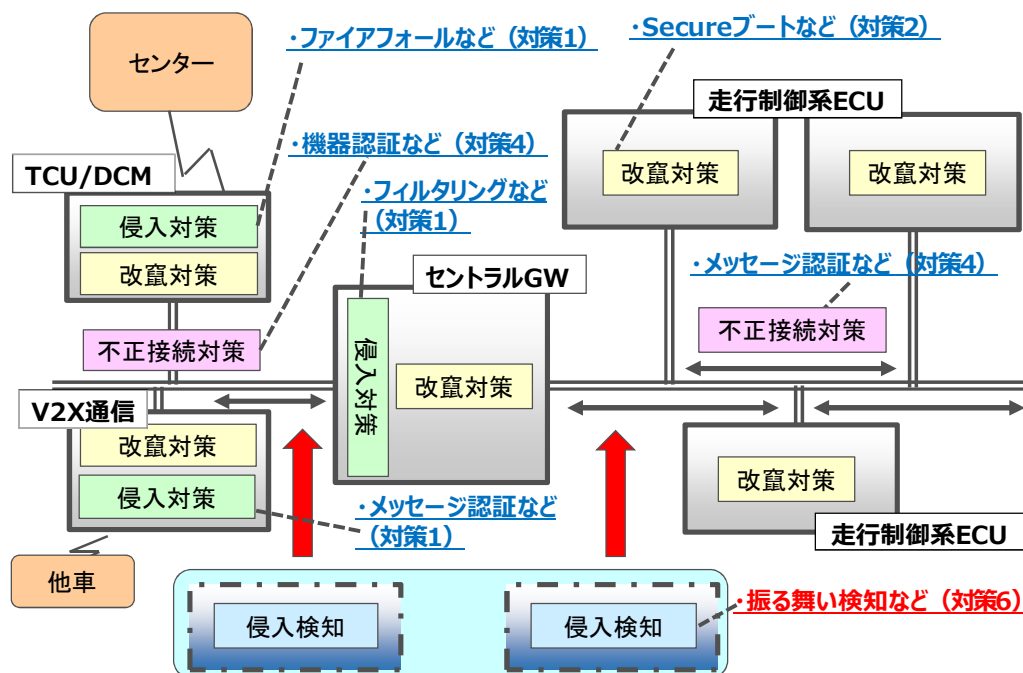 センター
・ファイアフォールなど（対策1）
・Secureブートなど（対策2）
走行制御系ECU
・機器認証など（対策4）
TCU/DCM
改竄対策
改竄対策
・フィルタリングなど
（対策1）
侵入対策
改竄対策
・メッセージ認証など（対策4）
セントラルGW
不正接続対策
不正接続対策
侵入対策
改竄対策
V2X通信
改竄対策
侵入対策
改竄対策
・メッセージ認証など
（対策1）
走行制御系ECU
他車
・振る舞い検知など（対策6）
侵入検知
侵入検知